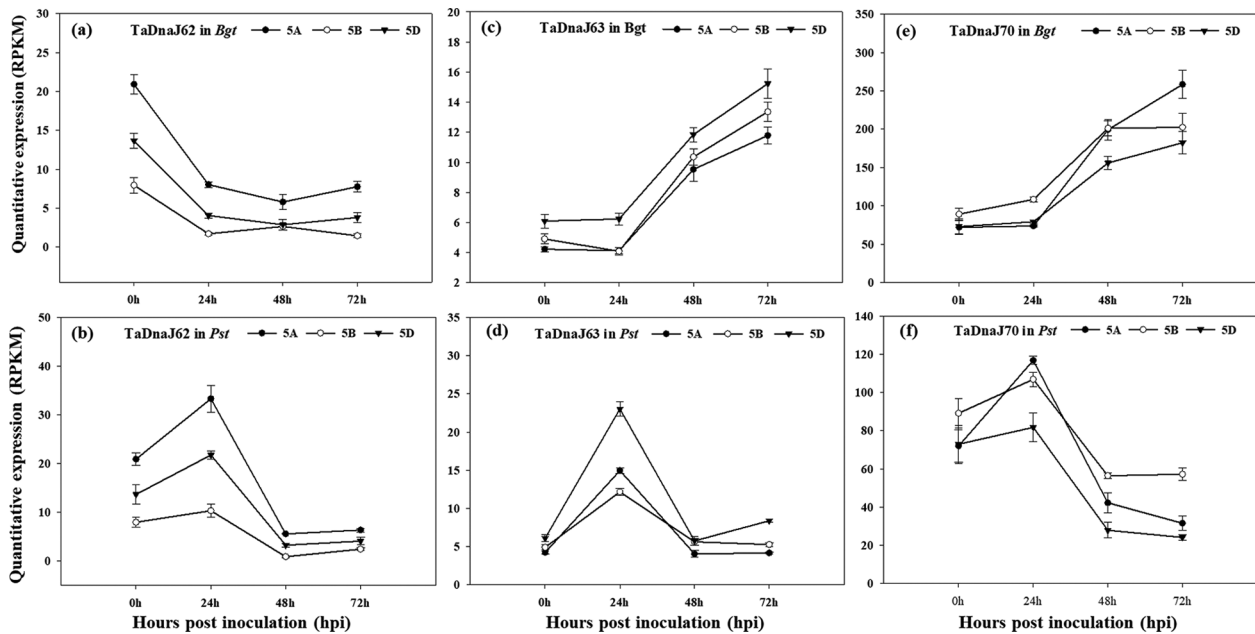 (a) TaDnaJ62 in Bgt 5A 5B 5D
Quantitative expression (RPKM)
30
25
20
15
10
5
0
0h 24h 48h 72h
(c) TaDnaJ63 in Bgt 5A 5B 5D
20
18
16
14
12
10
8
6
4
2
0h 24h 48h 72h
(e) TaDnaJ70 in Bgt 5A 5B 5D
350
300
250
200
150
100
50
0
0h 24h 48h 72h
(b) TaDnaJ62 in Pst 5A 5B 5D
Quantitative expression (RPKM)
50
40
30
20
10
0
0h 24h 48h 72h
Hours post inoculation (hpi)
(d) TaDnaJ63 in Pst 5A 5B 5D
35
30
25
20
15
10
5
0
0h 24h 48h 72h
Hours post inoculation (hpi)
TaDnaJ70 in Pst 5A 5B 5D (f)
140
120
100
80
60
40
20
0
0h 24h 48h 72h
Hours post inoculation (hpi)